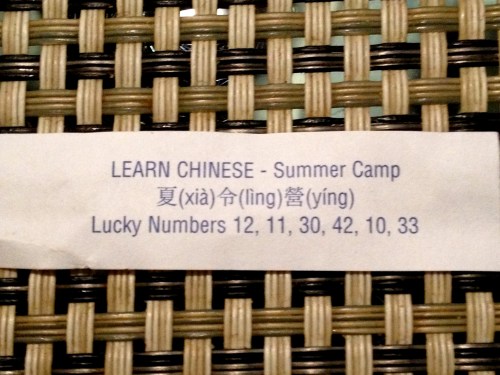 LEARN CHINESE - Summer Camp
夏(xià)令(lìng)營(yíng)
Lucky Numbers 12, 11, 30, 42, 10, 33